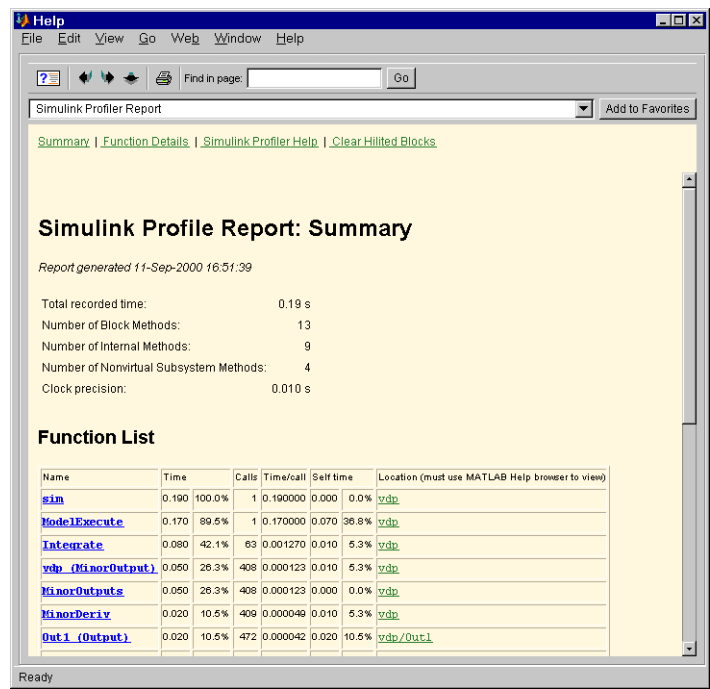 Help
File Edit View Go Web Window Help
Find in page: Go
Simulink Profiler Report Add to Favorites
Summary | Function Details | Simulink Profiler Help | Clear Hilited Blocks
Simulink Profile Report: Summary
Report generated 11-Sep-2000 16:51:39
Total recorded time: 0.19 s
Number of Block Methods: 13
Number of Internal Methods: 9
Number of Nonvirtual Subsystem Methods: 4
Clock precision: 0.010 s
Function List
Name Time Calls Time/call Self time Location (must use MATLAB Help browser to view)
sim 0.190 100.0% 1 0.190000 0.000 0.0% vdp
ModelExecute 0.170 89.5% 1 0.170000 0.070 36.8% vdp
Integrate 0.080 42.1% 63 0.001270 0.010 5.3% vdp
vdp (MinorOutput) 0.050 26.3% 408 0.000123 0.010 5.3% vdp
MinorOutputs 0.050 26.3% 408 0.000123 0.000 0.0% vdp
MinorDeriv 0.020 10.5% 409 0.000049 0.010 5.3% vdp
Out1 (Output) 0.020 10.5% 472 0.000042 0.020 10.5% vdp/Out1
Ready